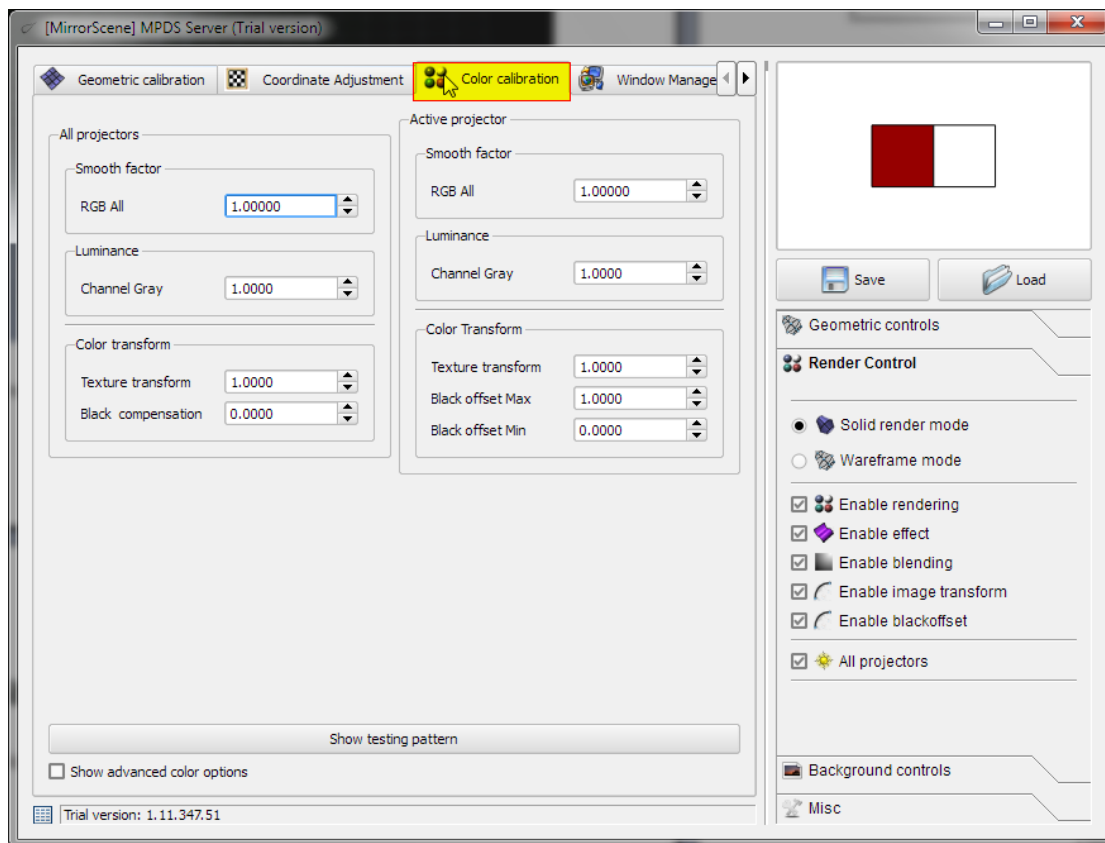 [MirrorScene] MPDS Server (Trial version)
Geometric calibration
Coordinate Adjustment
Color calibration
Window Manage
All projectors
Smooth factor
RGB All 1.00000
Luminance
Channel Gray 1.0000
Color transform
Texture transform 1.0000
Black compensation 0.0000
Active projector
Smooth factor
RGB All 1.00000
Luminance
Channel Gray 1.0000
Color Transform
Texture transform 1.0000
Black offset Max 1.0000
Black offset Min 0.0000
Show testing pattern
Show advanced color options
Trial version: 1.11.347.51
Save
Load
Geometric controls
Render Control
Solid render mode
Wareframe mode
Enable rendering
Enable effect
Enable blending
Enable image transform
Enable blackoffset
All projectors
Background controls
Misc